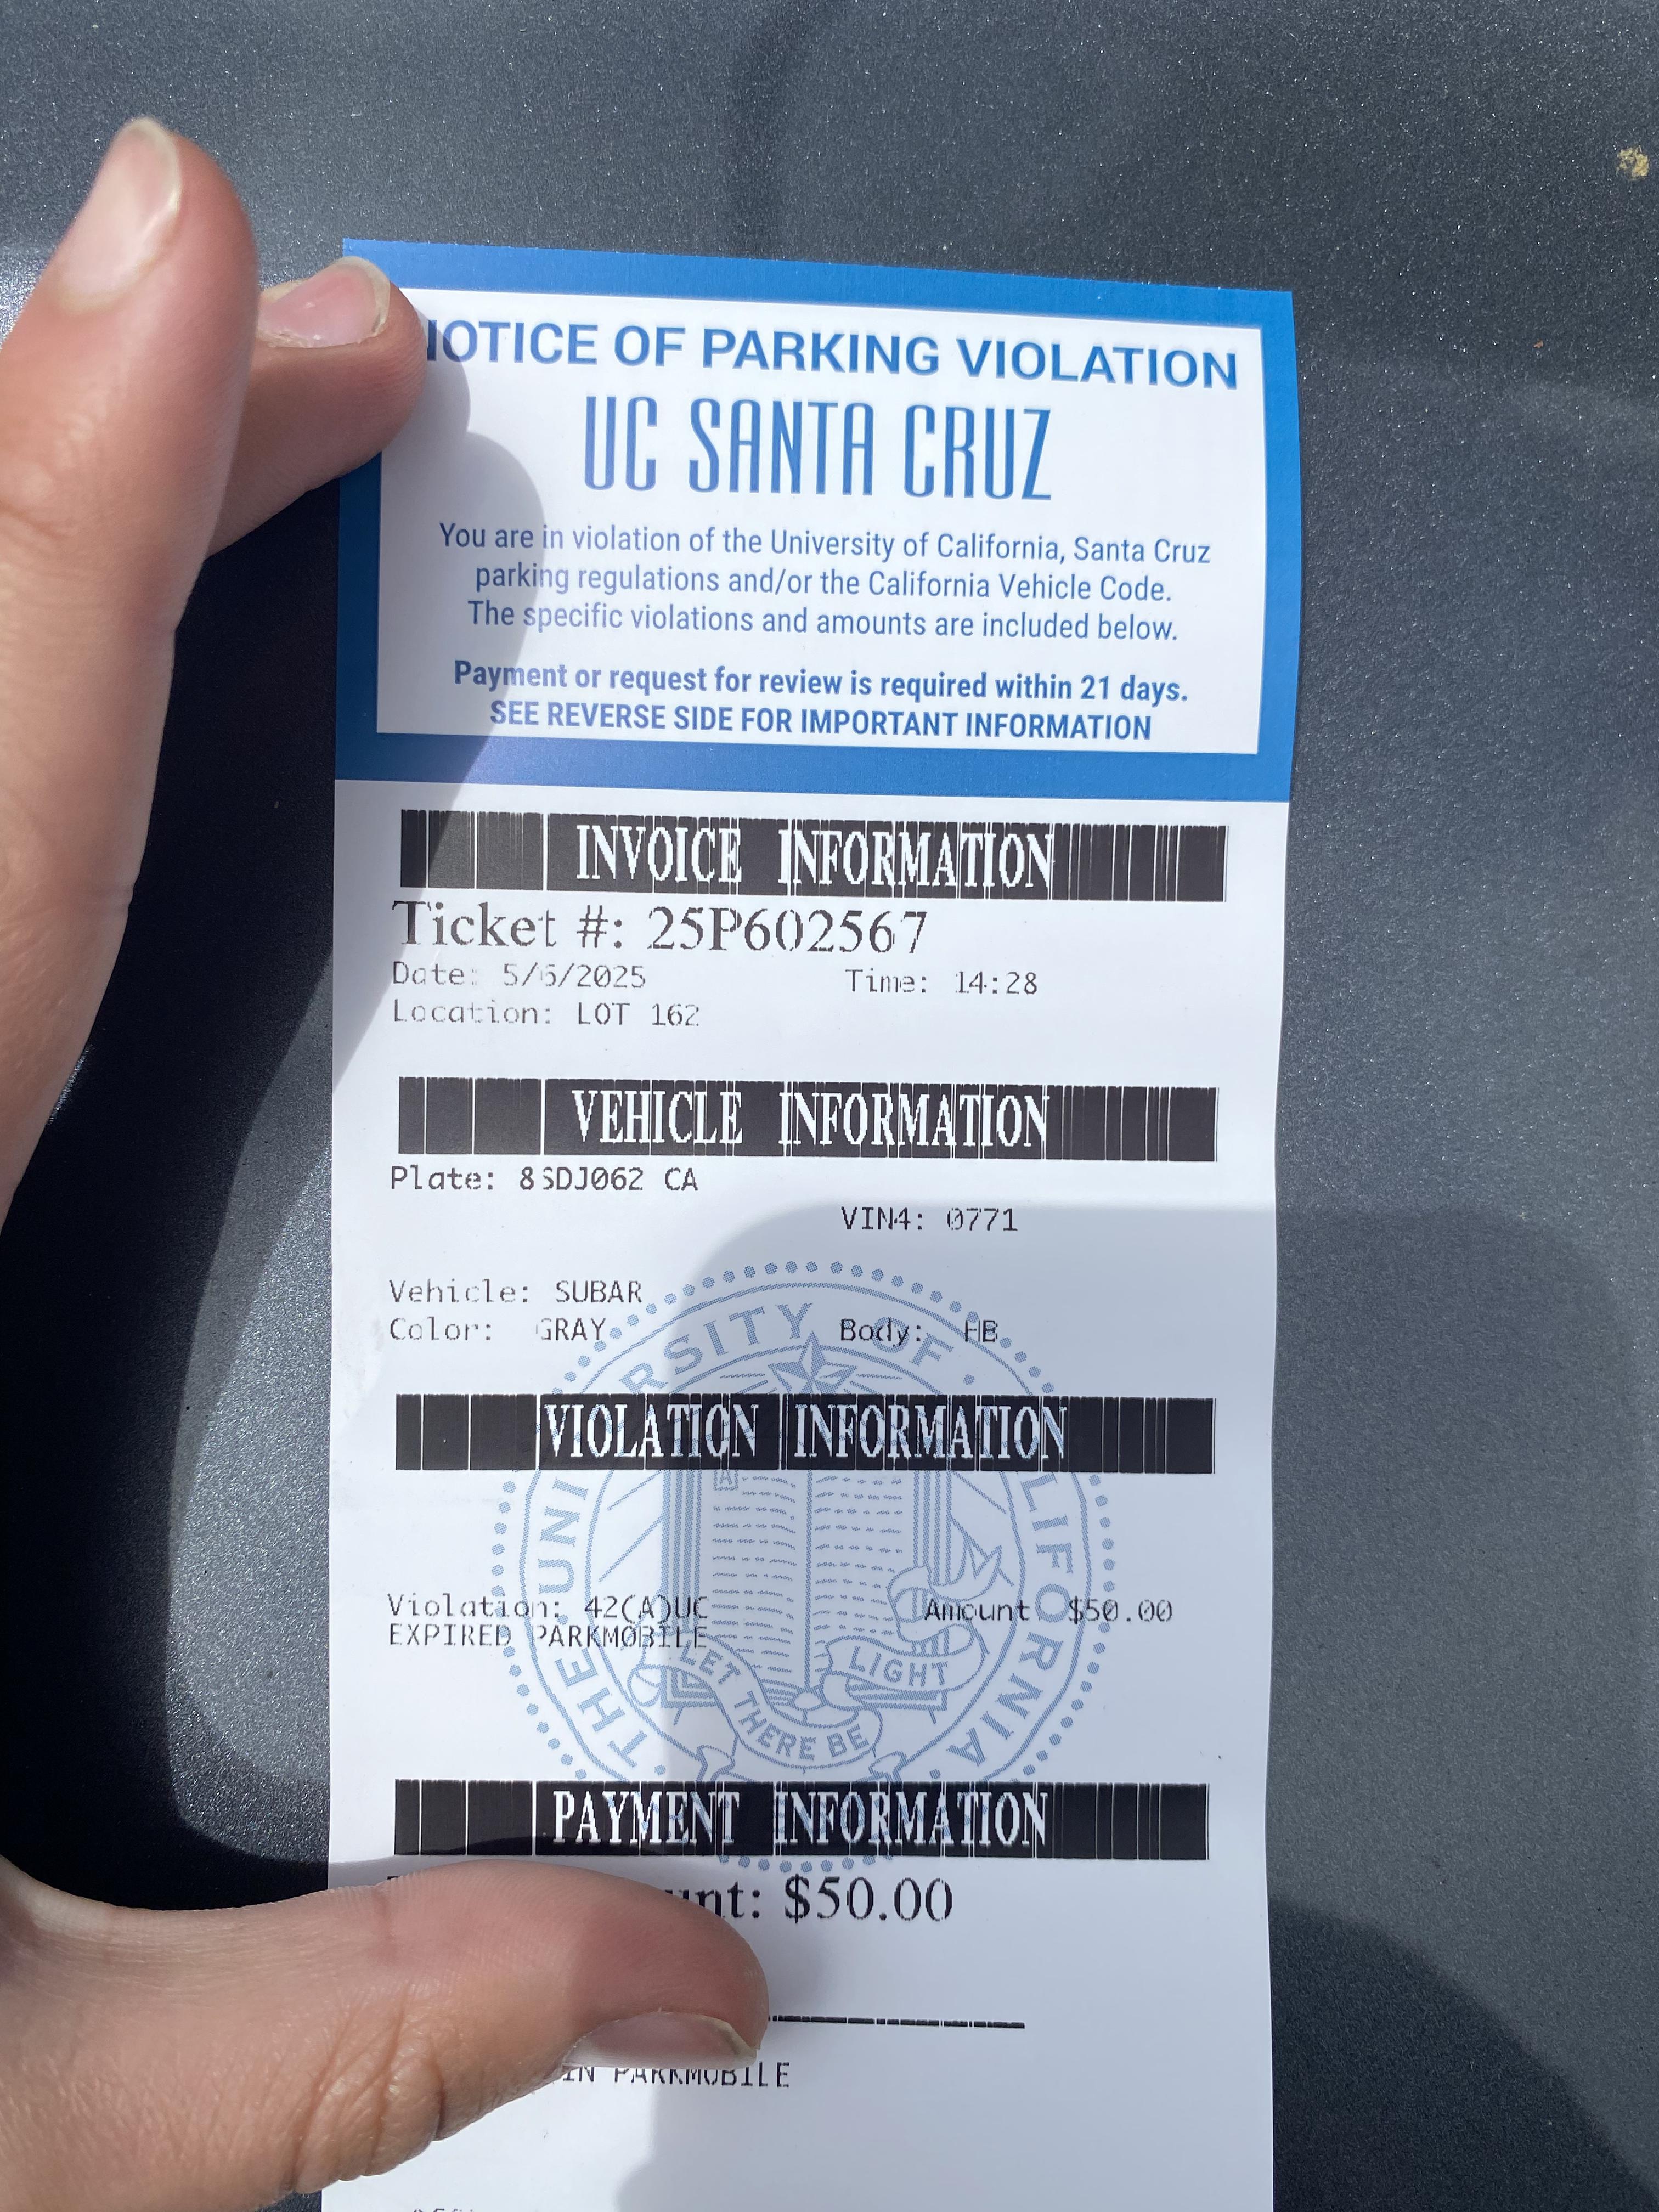 NOTICE OF PARKING VIOLATION
UC SANTA CRUZ
You are in violation of the University of California, Santa Cruz
parking regulations and/or the California Vehicle Code.
The specific violations and amounts are included below.
Payment or request for review is required within 21 days.
SEE REVERSE SIDE FOR IMPORTANT INFORMATION
INVOICE INFORMATION
Ticket #: 25P602567
Date: 5/6/2025 Time: 14:28
Location: LOT 162
VEHICLE INFORMATION
Plate: 8SDJ062 CA
VIN4: 0771
Vehicle: SUBAR
Color: GRAY Body: HB
VIOLATION INFORMATION
Violation: 42(A)UC Amount: $50.00
EXPIRED PARKMOBILE
THE UNIVERSITY OF CALIFORNIA
LET THERE BE LIGHT
PAYMENT INFORMATION
$50.00
IN PARKMOBILE